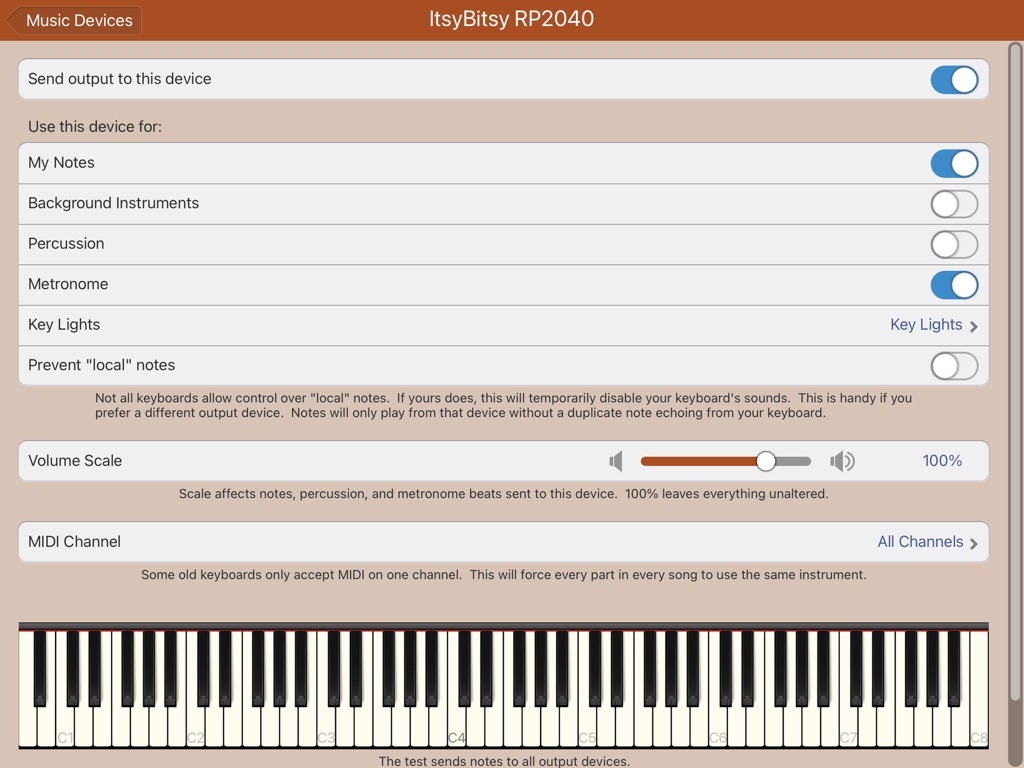 Music Devices
ItsyBitsy RP2040
Send output to this device
Use this device for:
My Notes
Background Instruments
Percussion
Metronome
Key Lights
Key Lights
Prevent "local" notes
Not all keyboards allow control over "local" notes.  If yours does, this will temporarily disable your keyboard's sounds.  This is handy if you
prefer a different output device.  Notes will only play from that device without a duplicate note echoing from your keyboard.
Volume Scale
100%
Scale affects notes, percussion, and metronome beats sent to this device.  100% leaves everything unaltered.
MIDI Channel
All Channels
Some old keyboards only accept MIDI on one channel.  This will force every part in every song to use the same instrument.
C1 C2 C3 C4 C5 C6 C7 C8
The test sends notes to all output devices.